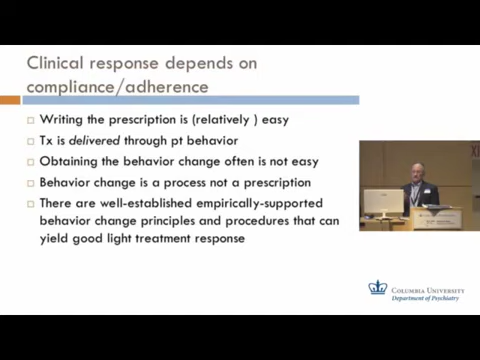 Clinical response depends on
compliance/adherence
Writing the prescription is (relatively ) easy
Tx is delivered through pt behavior
Obtaining the behavior change often is not easy
Behavior change is a process not a prescription
There are well-established empirically-supported
behavior change principles and procedures that can
yield good light treatment response
COLUMBIA UNIVERSITY
Department of Psychiatry